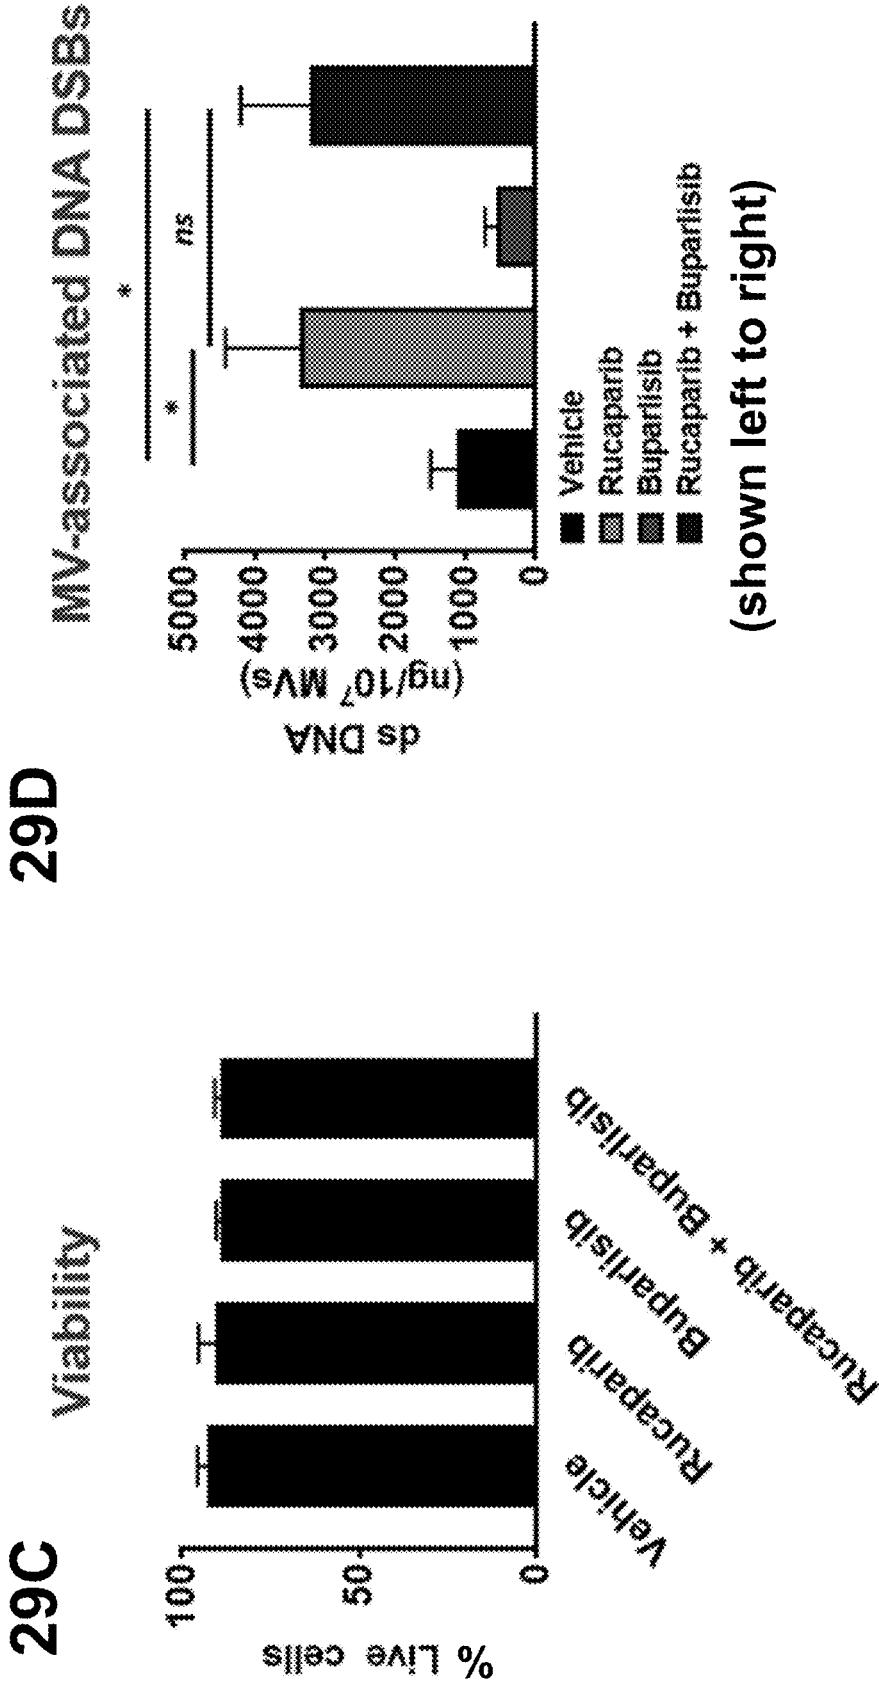 29C
Viability
% Live cells
100
50
0
Vehicle
Rucaparib
Buparlisib
Rucaparib + Buparlisib
29D
MV-associated DNA DSBs
ds DNA
(ng/10⁷ MVs)
5000
4000
3000
2000
1000
0
*
*
ns
Vehicle
Rucaparib
Buparlisib
Rucaparib + Buparlisib
(shown left to right)